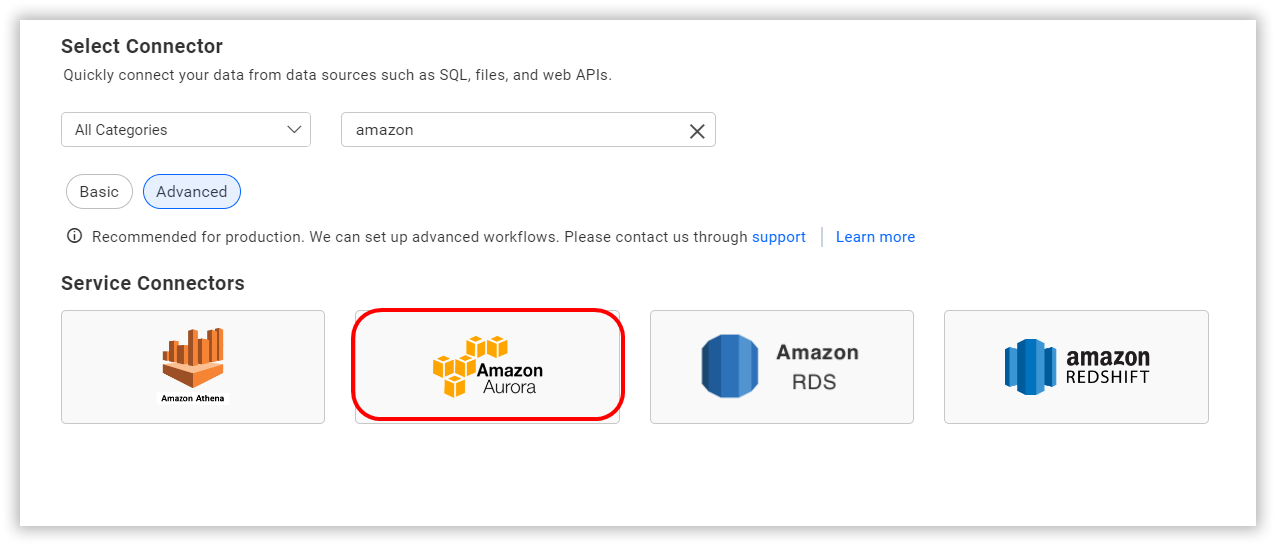 Select Connector
Quickly connect your data from data sources such as SQL, files, and web APIs.
All Categories
amazon
Basic
Advanced
Recommended for production. We can set up advanced workflows. Please contact us through support
Learn more
Service Connectors
Amazon Athena
Amazon
Aurora
Amazon
RDS
amazon
REDSHIFT